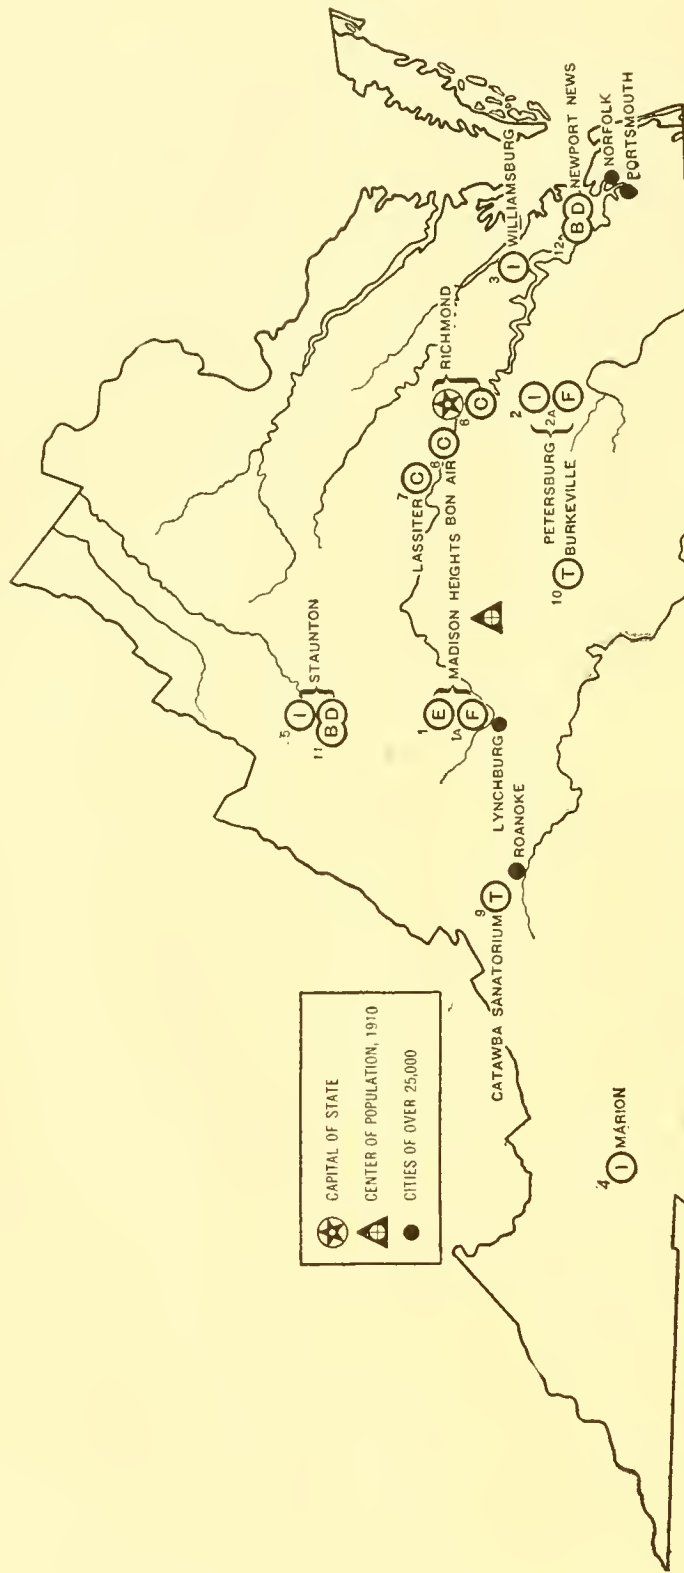 CAPITAL OF STATE
CENTER OF POPULATION, 1910
CITIES OF OVER 25,000
4
I
MARION
CATAWBA SANATORIUM
9
T
ROANOKE
LYNCHBURG
5
I
11
B D
STAUNTON
1
E
1A
F
MADISON HEIGHTS
LASSITER
7
C
BON AIR
8
C
6
C
RICHMOND
10
T
BURKEVILLE
PETERSBURG
2
I
2A
F
3
I
WILLIAMSBURG
12
B D
NEWPORT NEWS
NORFOLK
PORTSMOUTH